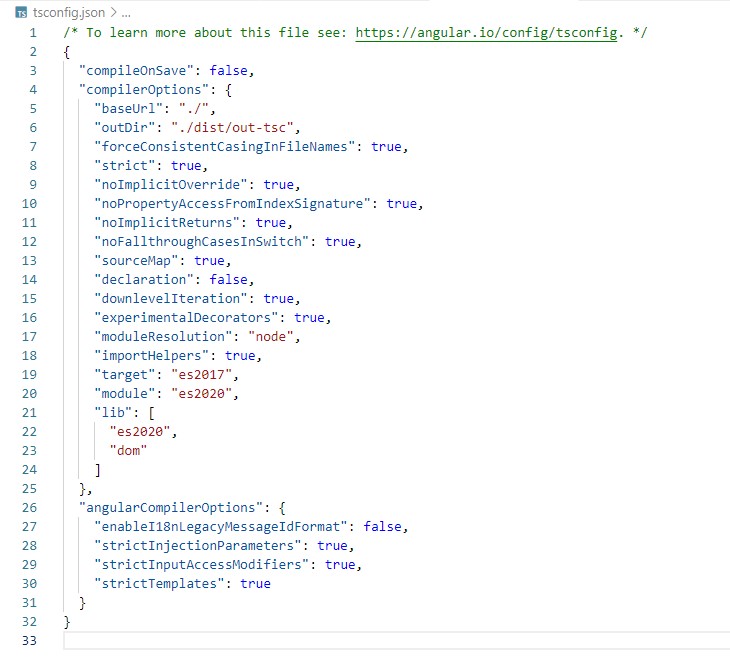 TS tsconfig.json > ...
1 /* To learn more about this file see: https://angular.io/config/tsconfig. */
2 {
3   "compileOnSave": false,
4   "compilerOptions": {
5     "baseUrl": "./",
6     "outDir": "./dist/out-tsc",
7     "forceConsistentCasingInFileNames": true,
8     "strict": true,
9     "noImplicitOverride": true,
10     "noPropertyAccessFromIndexSignature": true,
11     "noImplicitReturns": true,
12     "noFallthroughCasesInSwitch": true,
13     "sourceMap": true,
14     "declaration": false,
15     "downlevelIteration": true,
16     "experimentalDecorators": true,
17     "moduleResolution": "node",
18     "importHelpers": true,
19     "target": "es2017",
20     "module": "es2020",
21     "lib": [
22       "es2020",
23       "dom"
24     ]
25   },
26   "angularCompilerOptions": {
27     "enableI18nLegacyMessageIdFormat": false,
28     "strictInjectionParameters": true,
29     "strictInputAccessModifiers": true,
30     "strictTemplates": true
31   }
32 }
33